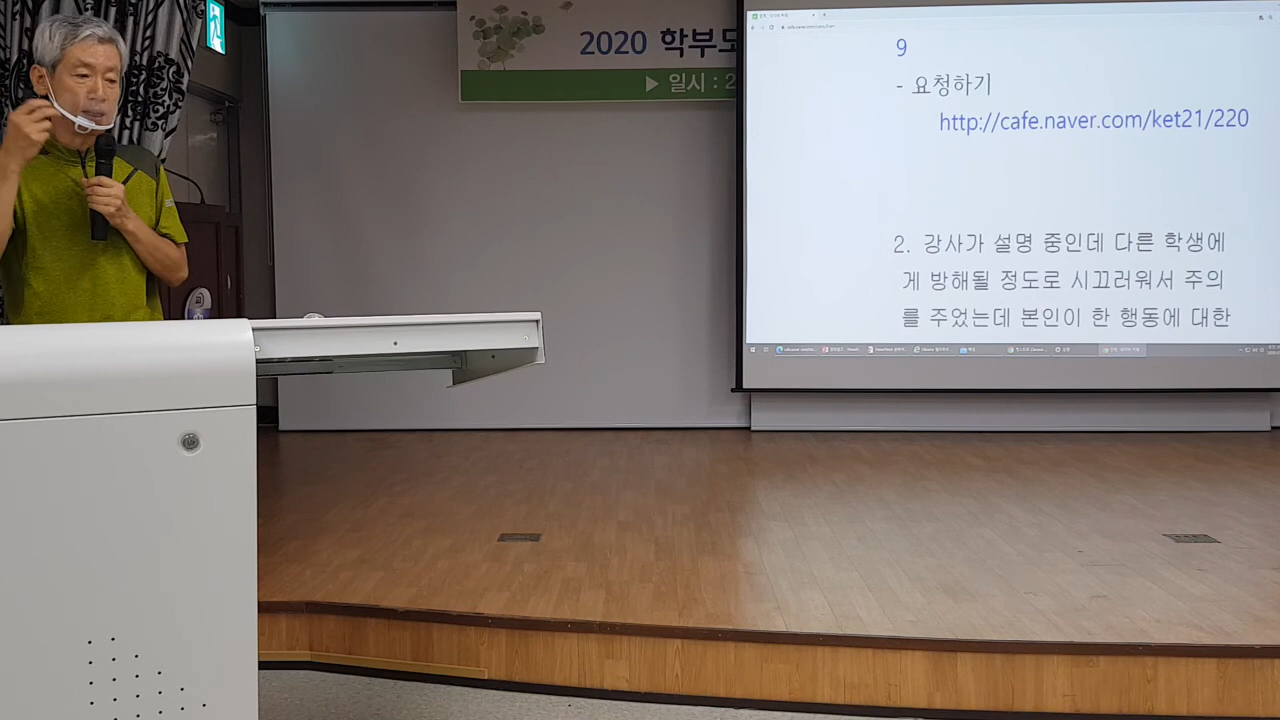 2020 학부모
▶ 일시 : 2
9
- 요청하기
http://cafe.naver.com/ket21/220
2. 강사가 설명 중인데 다른 학생에
게 방해될 정도로 시끄러워서 주의
를 주었는데 본인이 한 행동에 대한